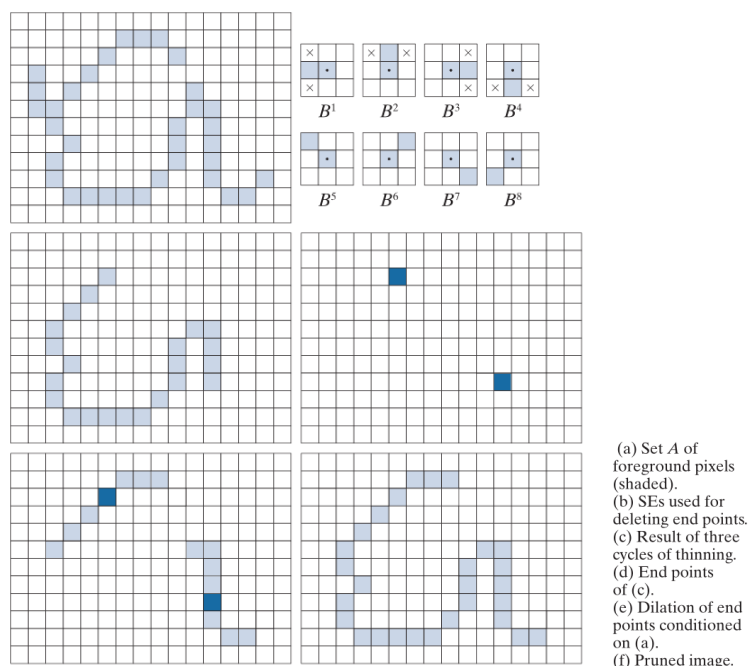 × × × × × ×
×
×
B¹ B² B³ B⁴
B⁵ B⁶ B⁷ B⁸
(a) Set A of
foreground pixels
(shaded).
(b) SEs used for
deleting end points.
(c) Result of three
cycles of thinning.
(d) End points
of (c).
(e) Dilation of end
points conditioned
on (a).
(f) Pruned image.